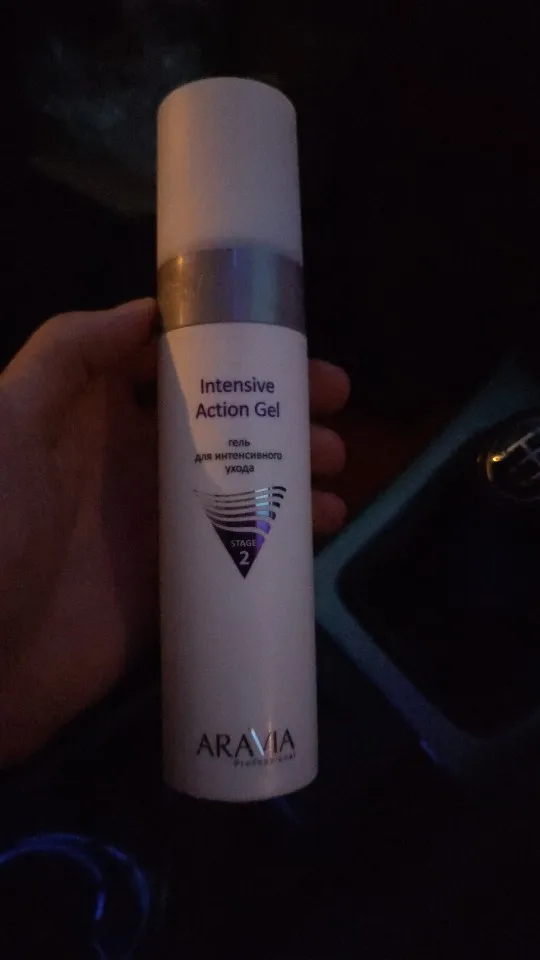 Intensive
Action Gel
гель
для интенсивного
ухода
STAGE
2
ARAVIA
Professional